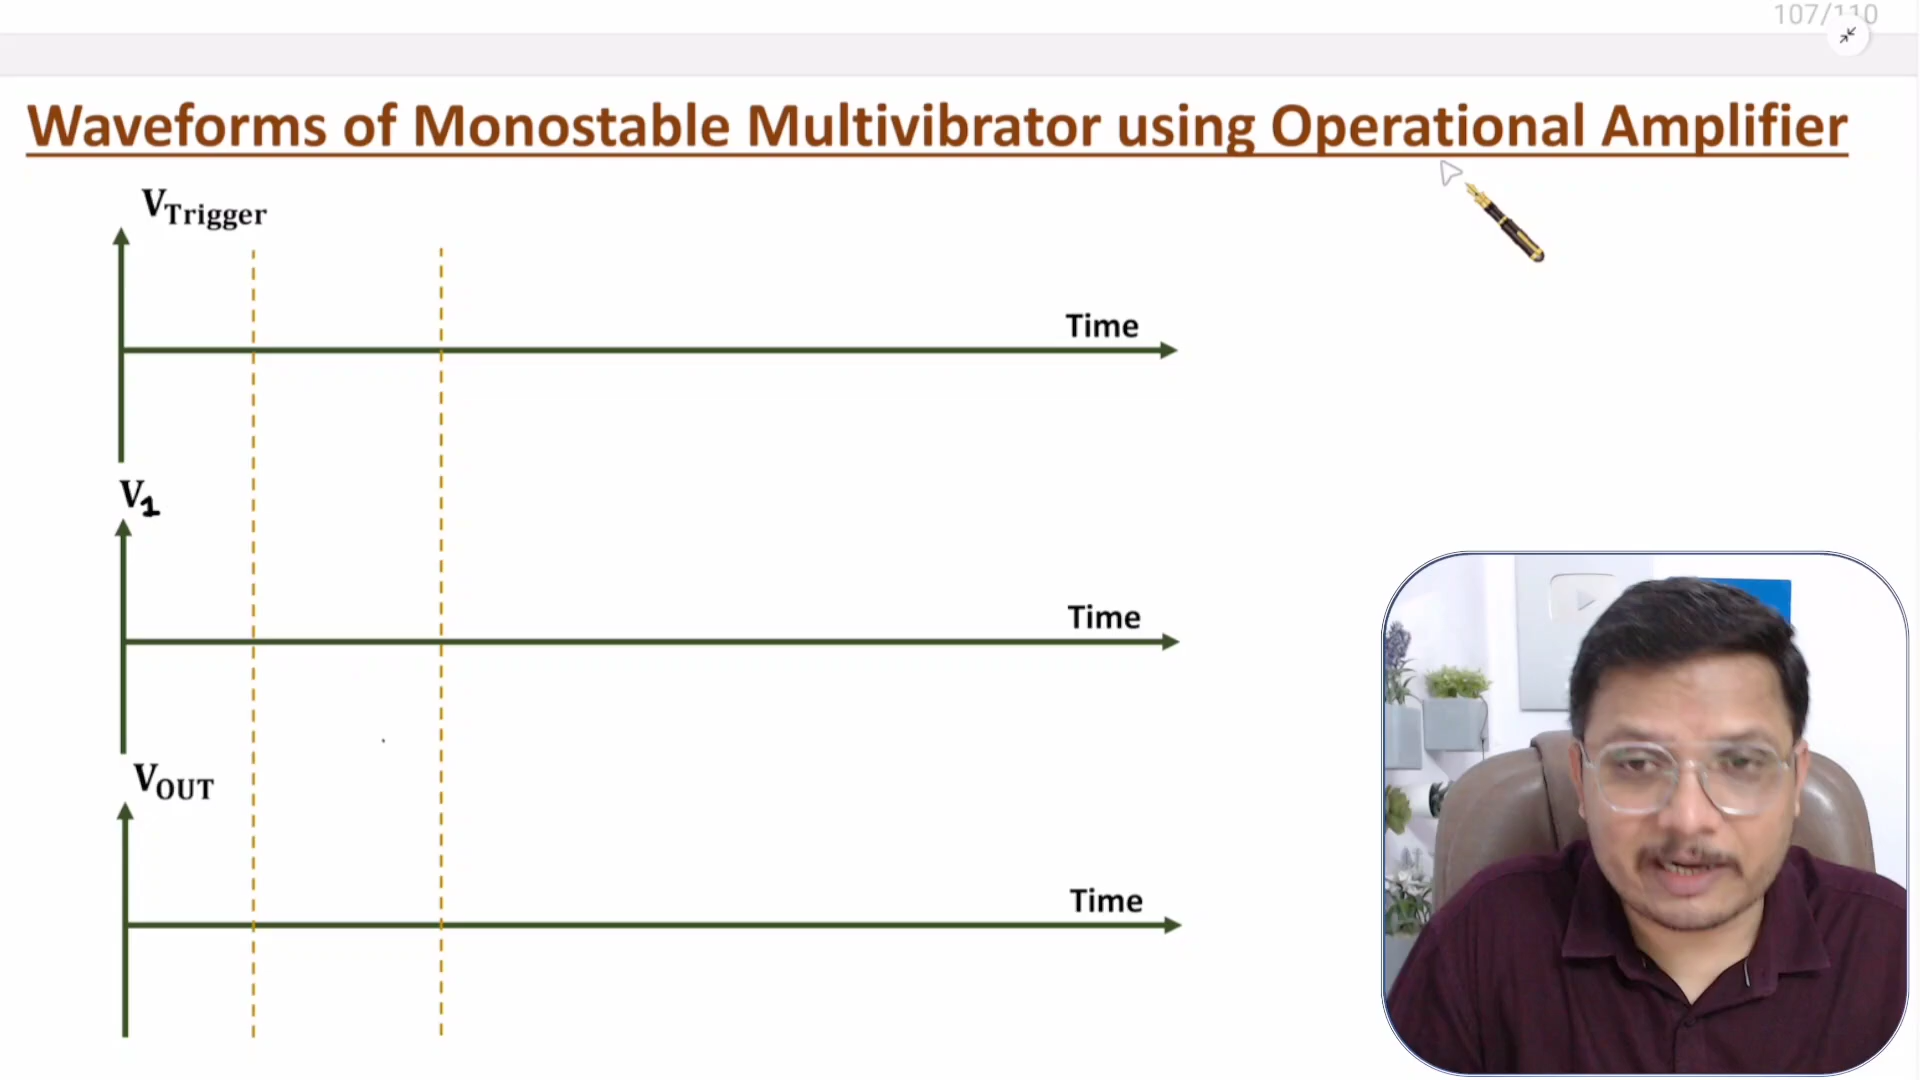 107/110
Waveforms of Monostable Multivibrator using Operational Amplifier
VTrigger
Time
V1
Time
VOUT
Time